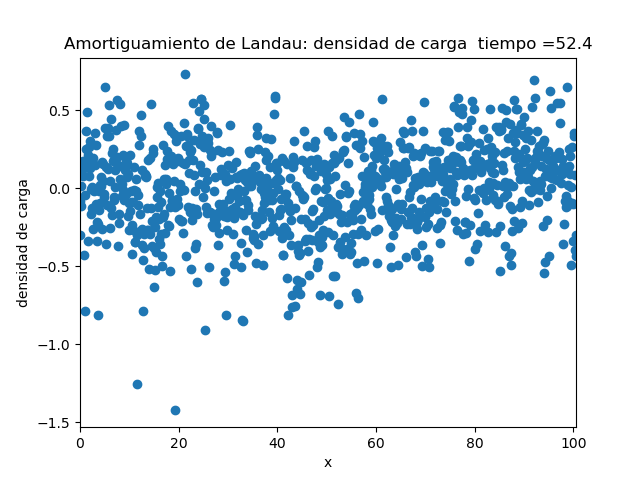 Amortiguamiento de Landau: densidad de carga  tiempo =52.4
densidad de carga
0.5
0.0
−0.5
−1.0
−1.5
0 20 40 60 80 100
x